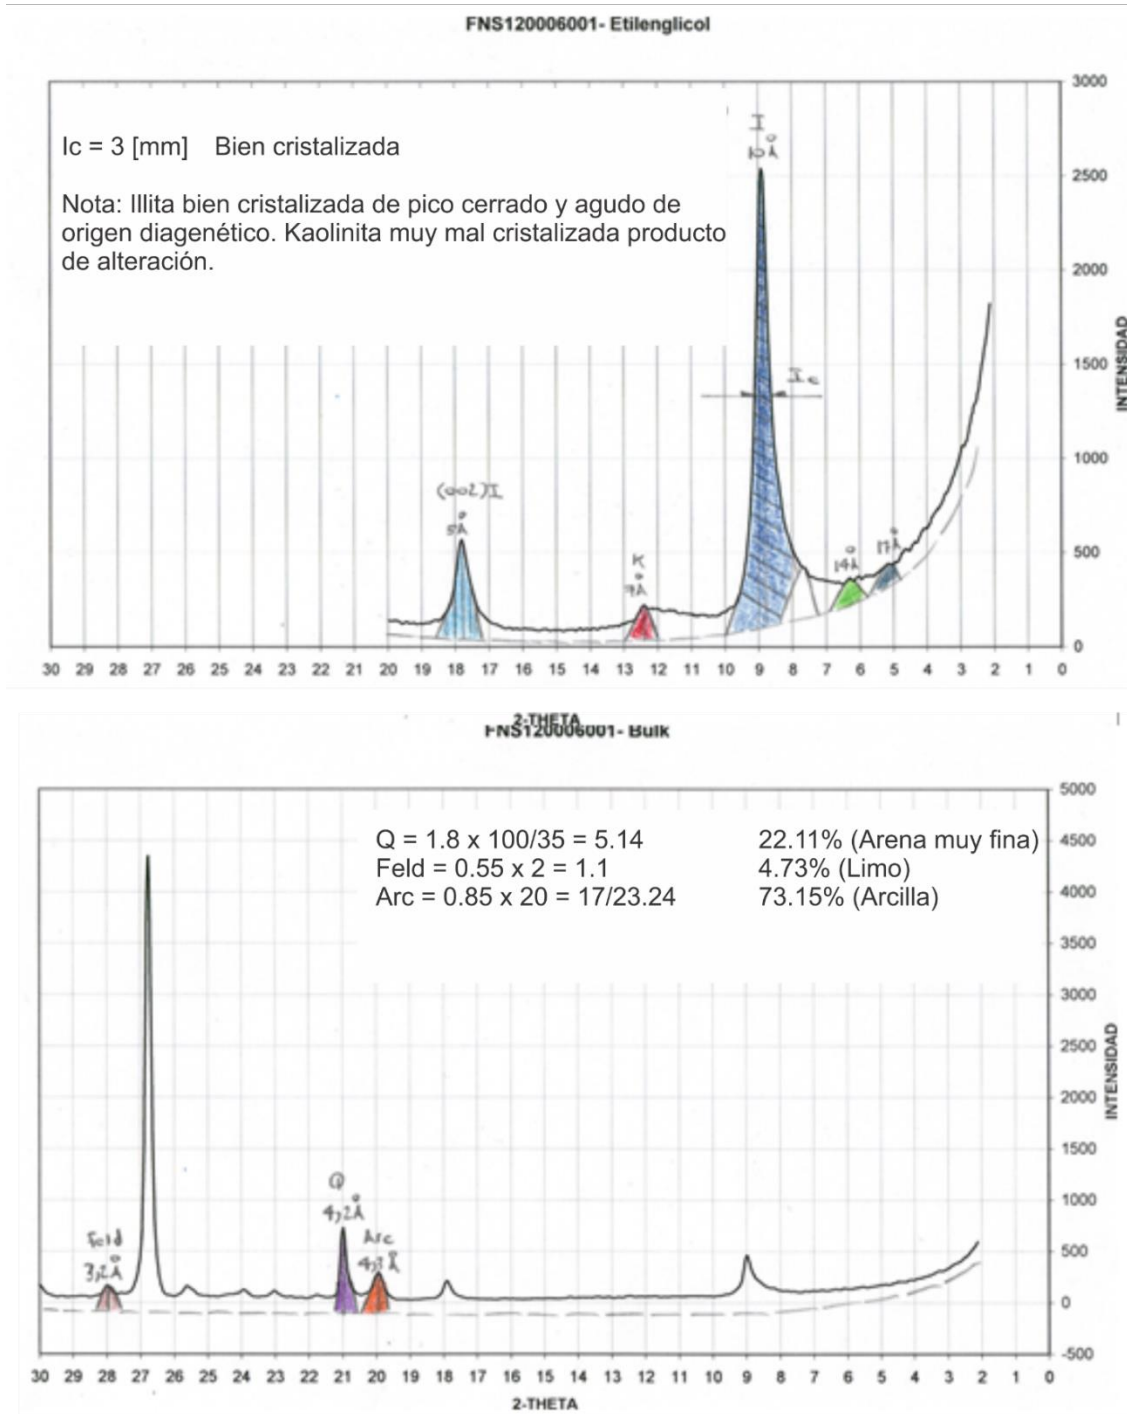 FNS120006001- Etilenglicol
Ic = 3 [mm] Bien cristalizada
Nota: Illita bien cristalizada de pico cerrado y agudo de
origen diagenético. Kaolinita muy mal cristalizada producto
de alteración.
I
10 Å
3000
2500
2000
1500
1000
500
0
INTENSIDAD
Ic
(002)I
5Å
K
7Å
14Å
17Å
30 29 28 27 26 25 24 23 22 21 20 19 18 17 16 15 14 13 12 11 10 9 8 7 6 5 4 3 2 1 0
2-THETA
FNS120006001- Bulk
Q = 1.8 x 100/35 = 5.14 22.11% (Arena muy fina)
Feld = 0.55 x 2 = 1.1 4.73% (Limo)
Arc = 0.85 x 20 = 17/23.24 73.15% (Arcilla)
5000
4500
4000
3500
3000
2500
2000
1500
1000
500
0
-500
INTENSIDAD
Q
4,2Å
Arc
Feld
3,2Å
30 29 28 27 26 25 24 23 22 21 20 19 18 17 16 15 14 13 12 11 10 9 8 7 6 5 4 3 2 1 0
2-THETA